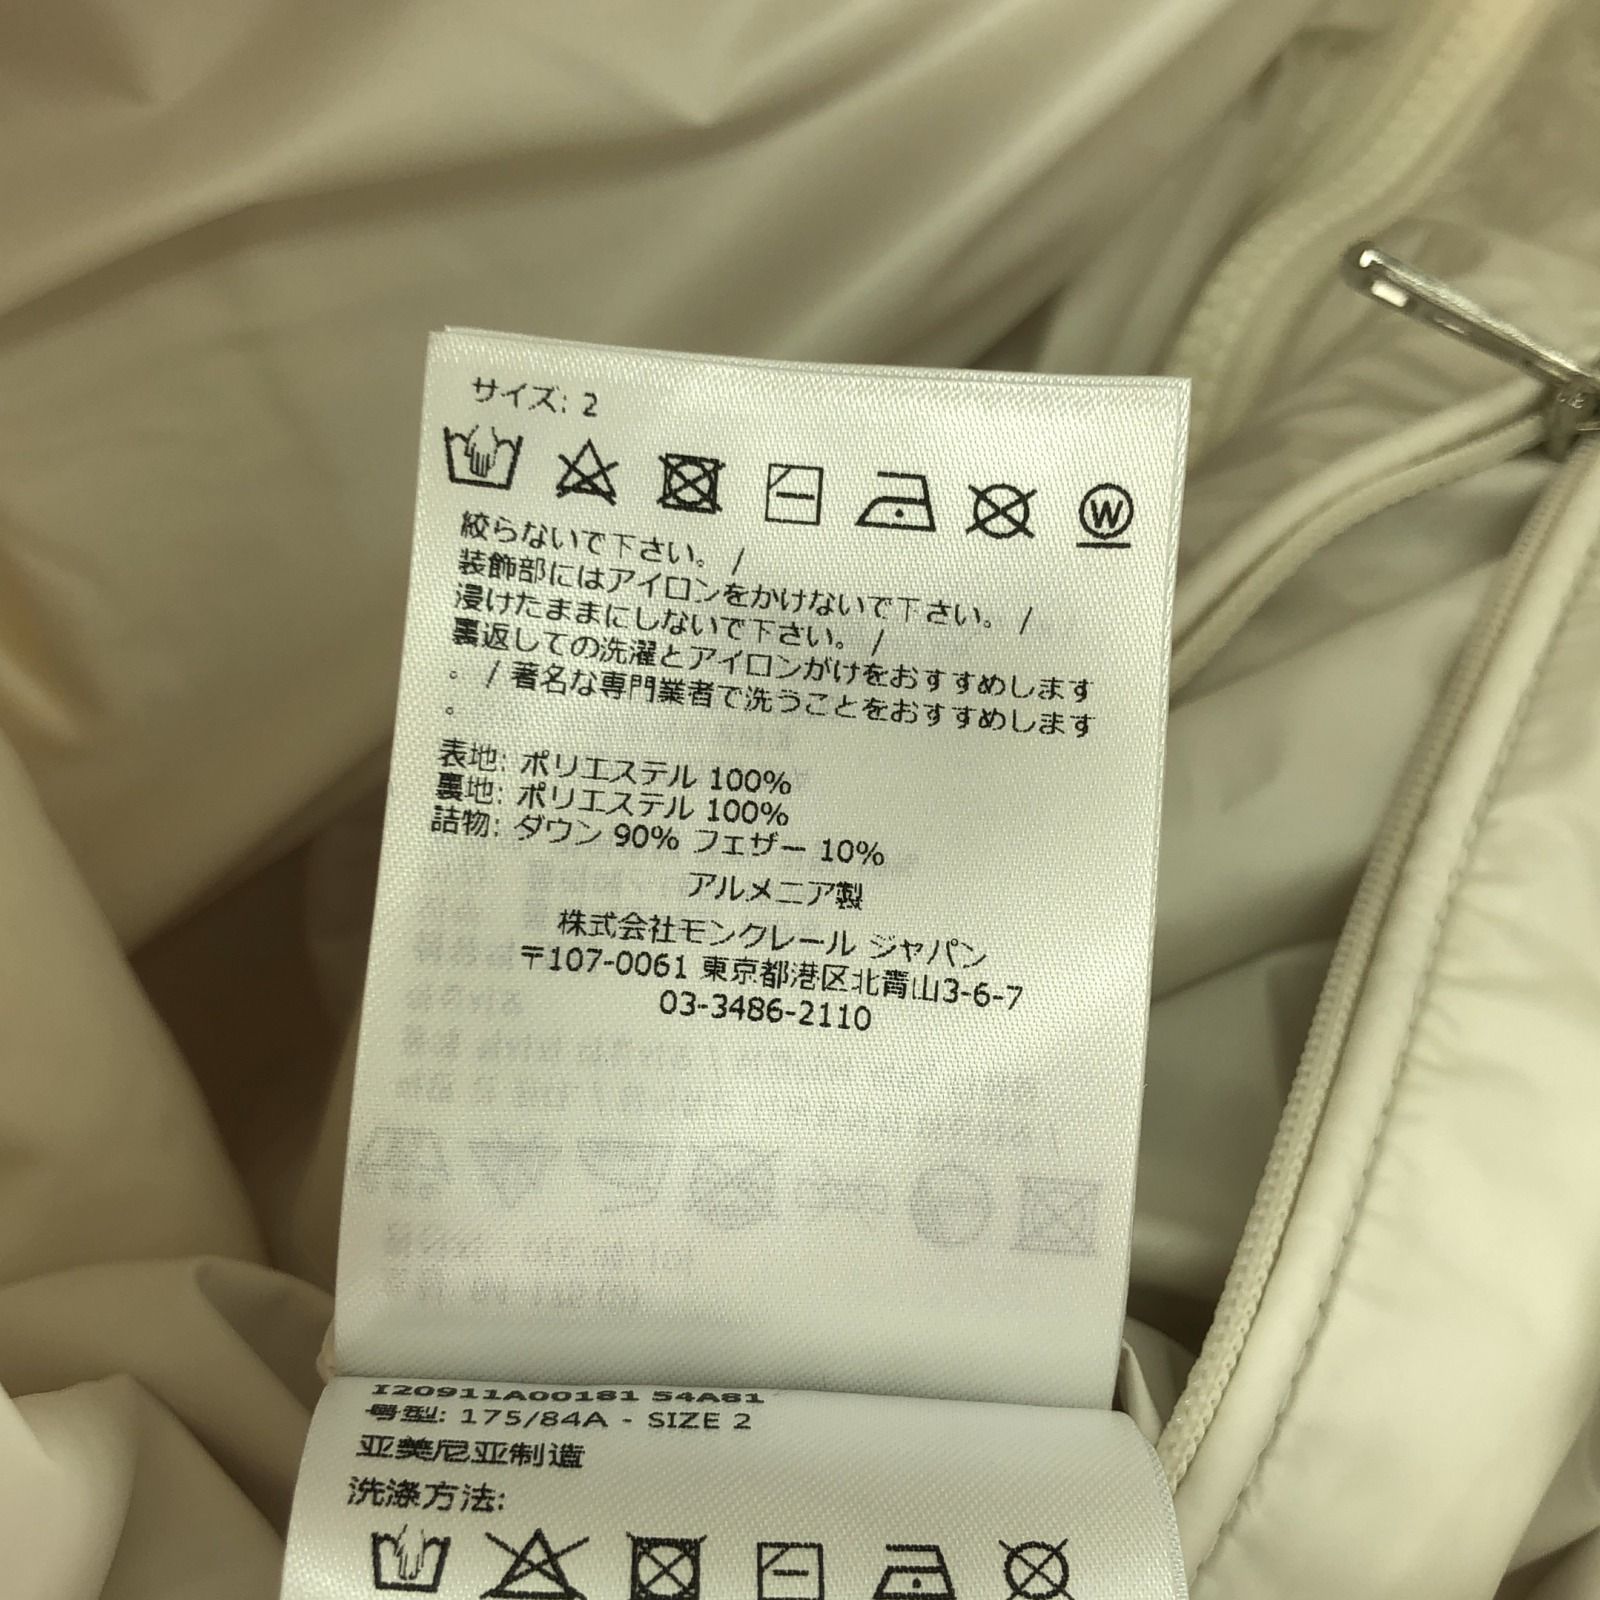 サイズ: 2
W
絞らないで下さい。 /
装飾部にはアイロンをかけないで下さい。 /
浸けたままにしないで下さい。 /
裏返しての洗濯とアイロンがけをおすすめします
。 / 著名な専門業者で洗うことをおすすめします
。
表地: ポリエステル 100%
裏地: ポリエステル 100%
詰物: ダウン 90% フェザー 10%
アルメニア製
株式会社モンクレール ジャパン
〒107-0061 東京都港区北青山3-6-7
03-3486-2110
I20911A00181 54A81
号型: 175/84A - SIZE 2
亚美尼亚制造
洗涤方法: